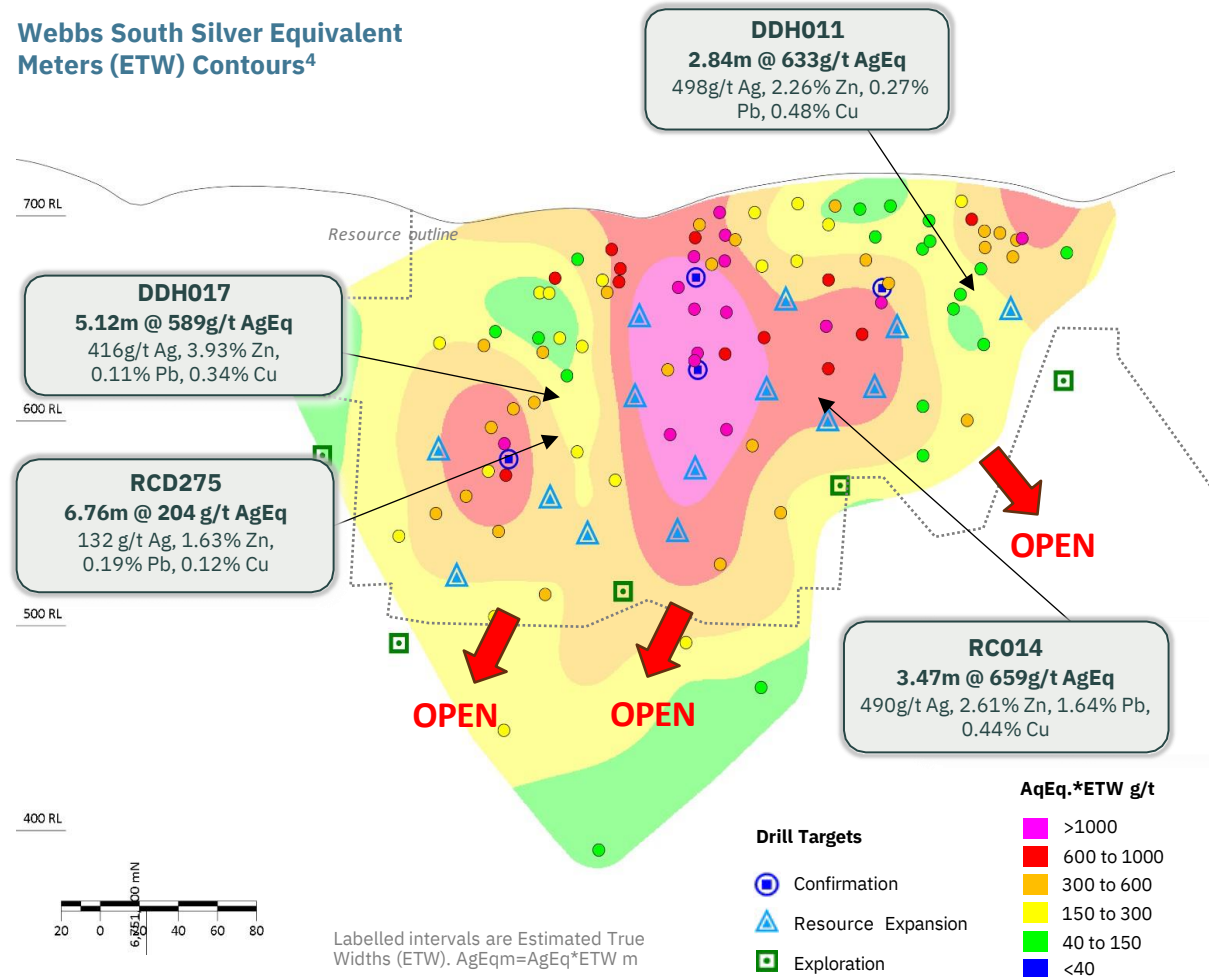 Webbs South Silver Equivalent
Meters (ETW) Contours⁴
DDH011
2.84m @ 633g/t AgEq
498g/t Ag, 2.26% Zn, 0.27%
Pb, 0.48% Cu
700 RL
Resource outline
DDH017
5.12m @ 589g/t AgEq
416g/t Ag, 3.93% Zn,
0.11% Pb, 0.34% Cu
600 RL
RCD275
6.76m @ 204 g/t AgEq
132 g/t Ag, 1.63% Zn,
0.19% Pb, 0.12% Cu
OPEN
500 RL
RC014
3.47m @ 659g/t AgEq
490g/t Ag, 2.61% Zn, 1.64% Pb,
0.44% Cu
OPEN
OPEN
400 RL
AqEq.*ETW g/t
>1000
600 to 1000
300 to 600
150 to 300
40 to 150
<40
Drill Targets
Confirmation
Resource Expansion
Exploration
20 0 20 40 60 80
Labelled intervals are Estimated True
Widths (ETW). AgEqm=AgEq*ETW m